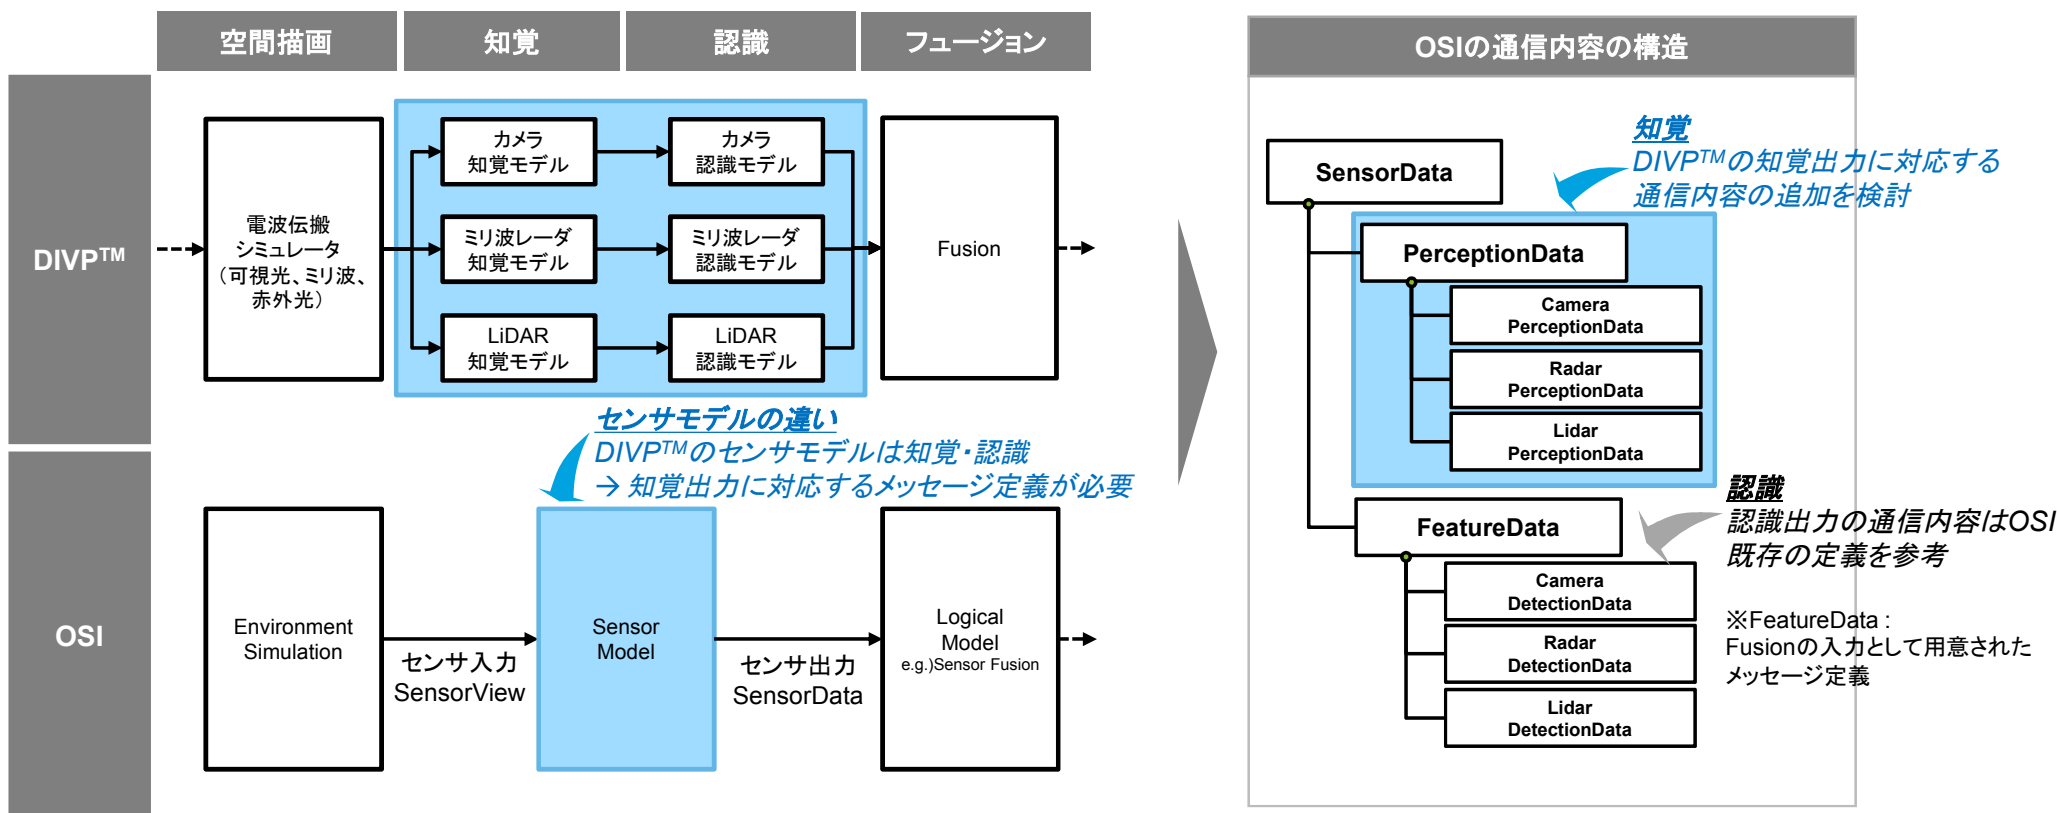 空間描画
知覚
認識
フュージョン
DIVP™
電波伝搬
シミュレータ
（可視光、ミリ波、
赤外光）
カメラ
知覚モデル
カメラ
認識モデル
ミリ波レーダ
知覚モデル
ミリ波レーダ
認識モデル
LiDAR
知覚モデル
LiDAR
認識モデル
Fusion
センサモデルの違い
DIVP™のセンサモデルは知覚・認識
→ 知覚出力に対応するメッセージ定義が必要
OSI
Environment
Simulation
センサ入力
SensorView
Sensor
Model
センサ出力
SensorData
Logical
Model
e.g.)Sensor Fusion
OSIの通信内容の構造
SensorData
知覚
DIVP™の知覚出力に対応する
通信内容の追加を検討
PerceptionData
Camera
PerceptionData
Radar
PerceptionData
Lidar
PerceptionData
認識
認識出力の通信内容はOSI
既存の定義を参考
FeatureData
Camera
DetectionData
Radar
DetectionData
Lidar
DetectionData
※FeatureData :
Fusionの入力として用意された
メッセージ定義